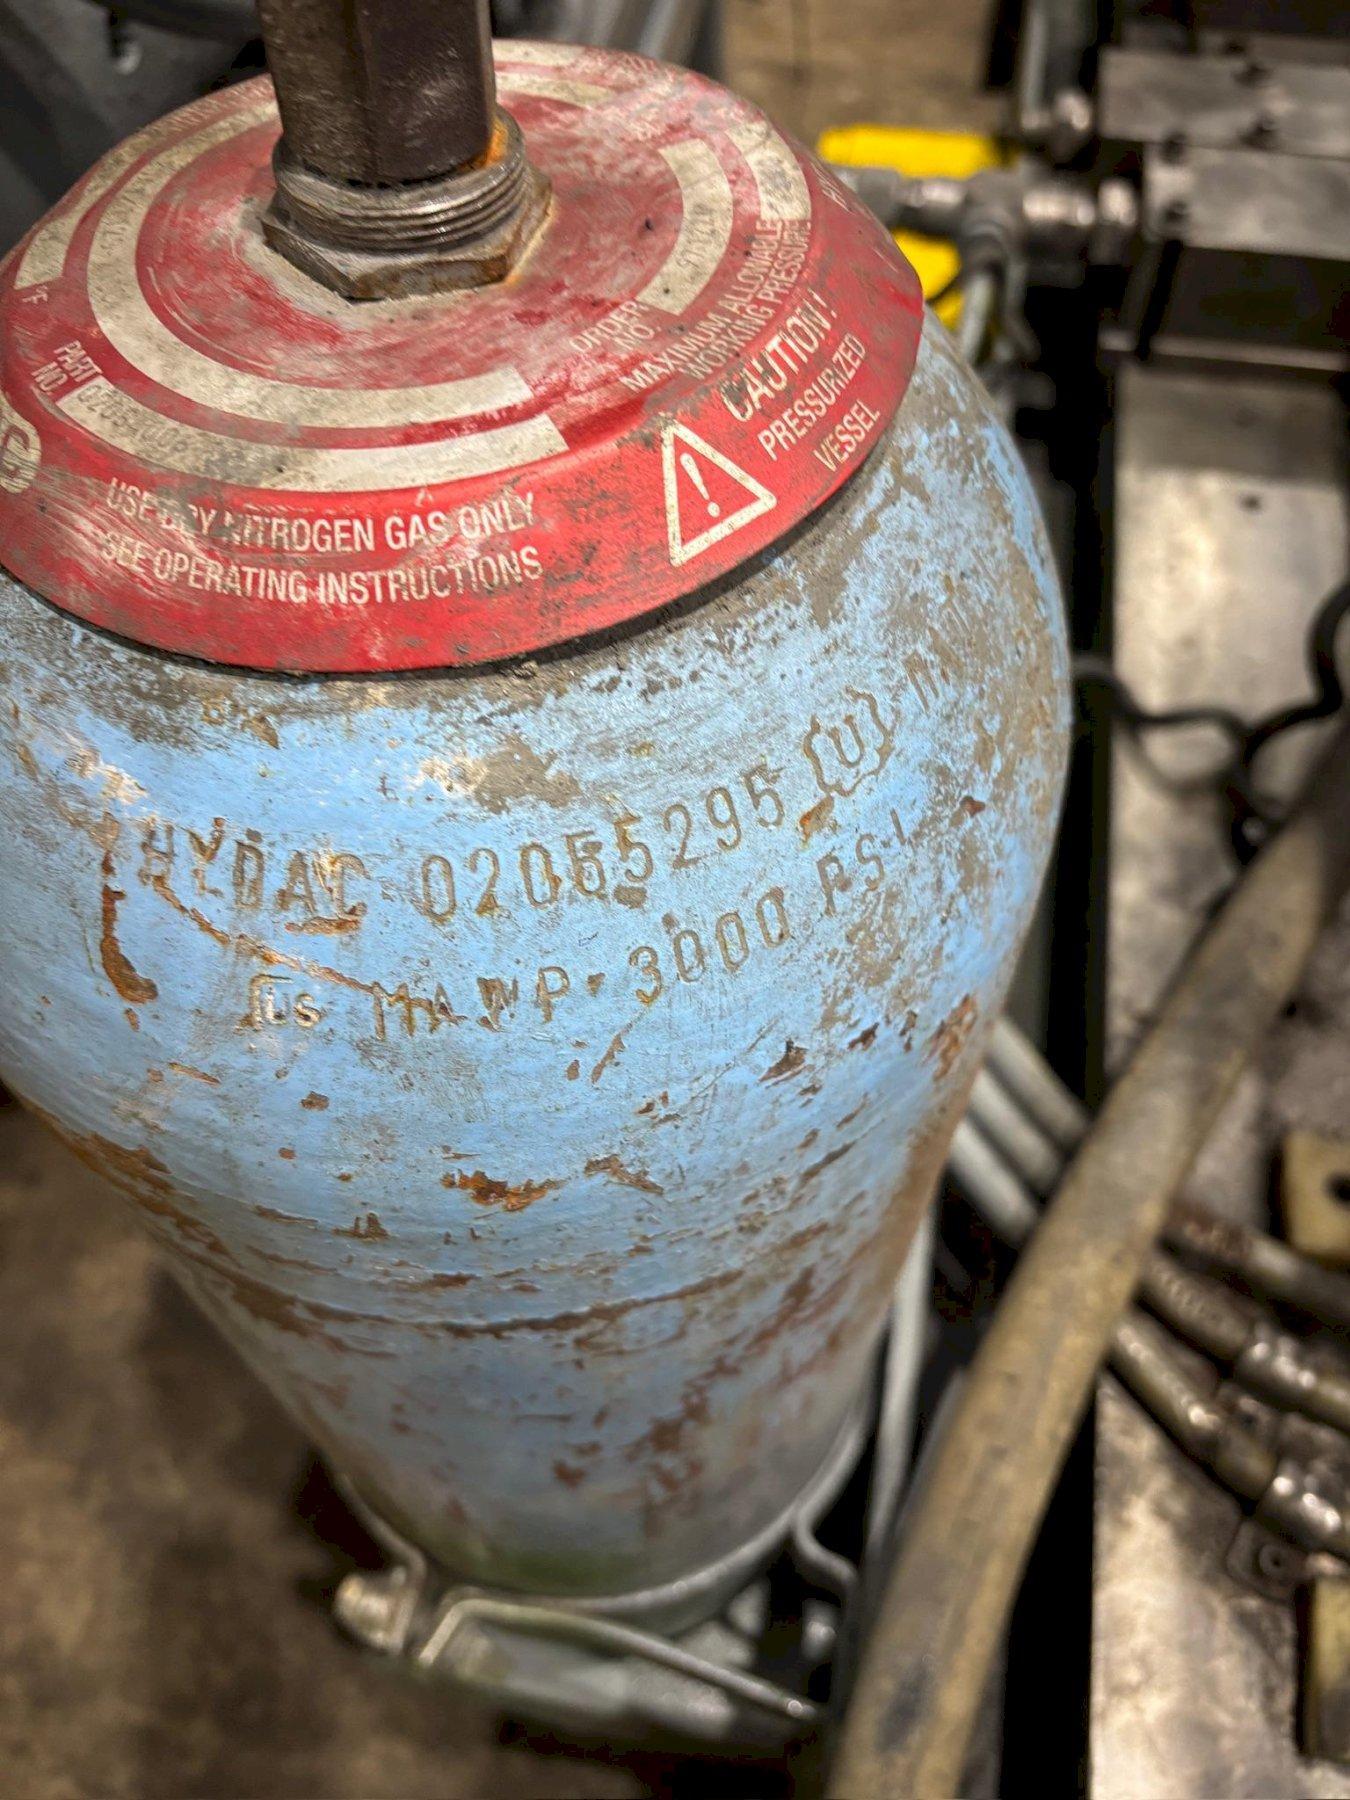 ORDER NO.
MAXIMUM ALLOWABLE
WORKING PRESSURE
CAUTION!
PRESSURIZED
VESSEL
°F
PART NO.
USE DRY NITROGEN GAS ONLY
SEE OPERATING INSTRUCTIONS
HYDAC 02055295 (U)
MAWP 3000 PSI